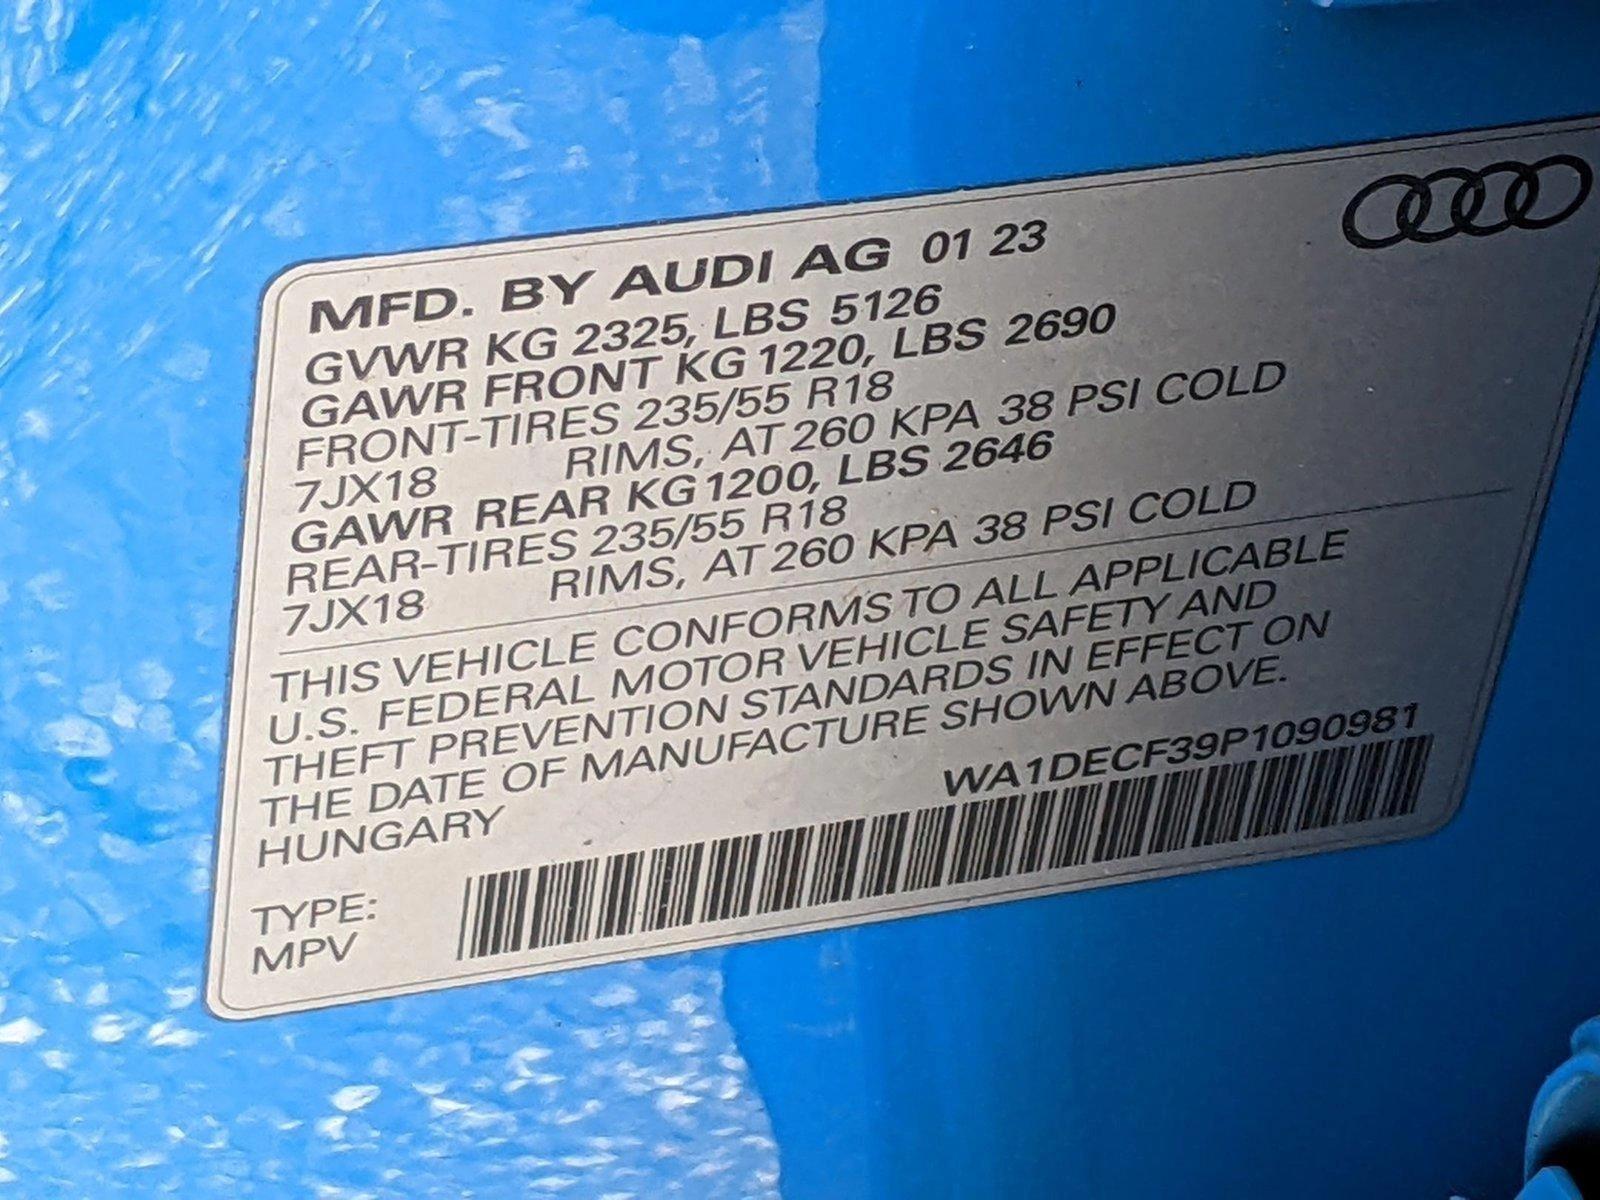 MFD. BY AUDI AG 01 23
GVWR KG 2325, LBS 5126
GAWR FRONT KG 1220, LBS 2690
FRONT-TIRES 235/55 R18
7JX18 RIMS, AT 260 KPA 38 PSI COLD
GAWR REAR KG 1200, LBS 2646
REAR-TIRES 235/55 R18
7JX18 RIMS, AT 260 KPA 38 PSI COLD
THIS VEHICLE CONFORMS TO ALL APPLICABLE
U.S. FEDERAL MOTOR VEHICLE SAFETY AND
THEFT PREVENTION STANDARDS IN EFFECT ON
THE DATE OF MANUFACTURE SHOWN ABOVE.
HUNGARY WA1DECF39P1090981
TYPE:
MPV